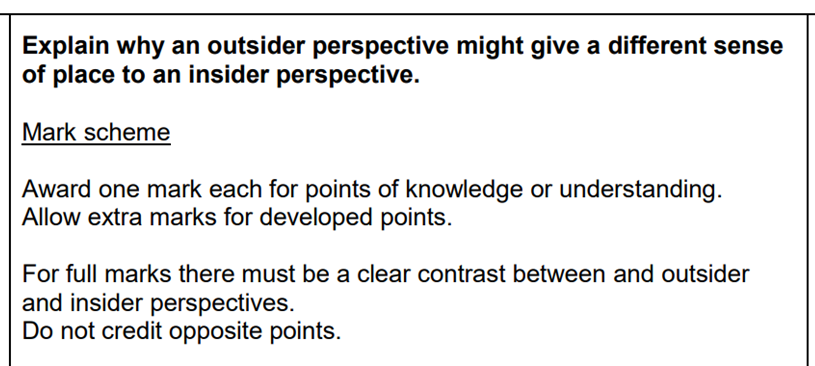 Explain why an outsider perspective might give a different sense
of place to an insider perspective.
Mark scheme
Award one mark each for points of knowledge or understanding.
Allow extra marks for developed points.
For full marks there must be a clear contrast between and outsider
and insider perspectives.
Do not credit opposite points.